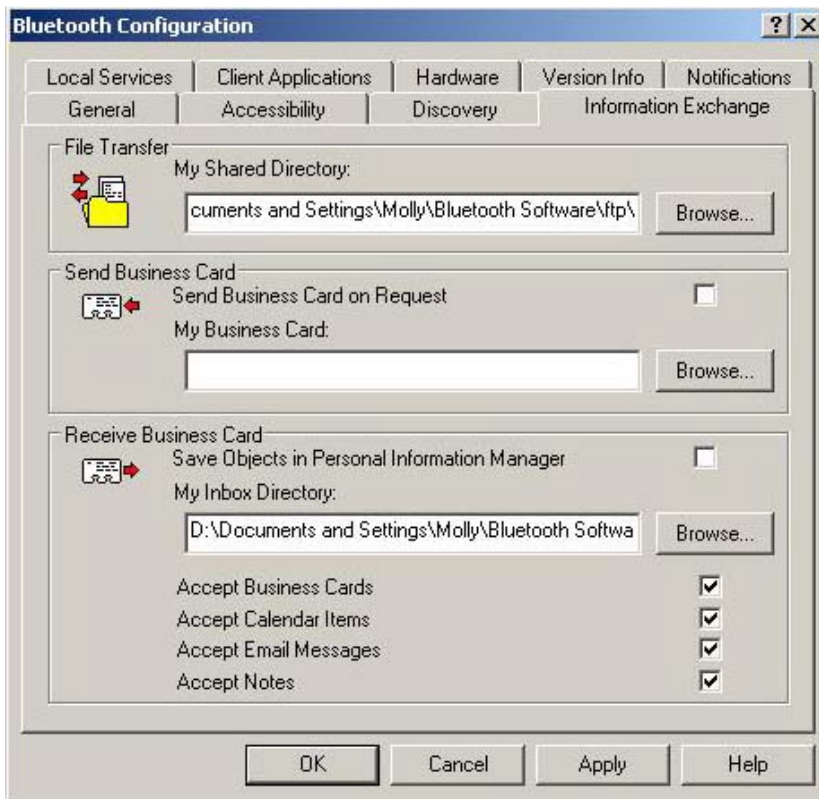 Bluetooth Configuration
Local Services Client Applications Hardware Version Info Notifications
General Accessibility Discovery Information Exchange
File Transfer
My Shared Directory:
cuments and Settings\Molly\Bluetooth Software\ftp\ Browse...
Send Business Card
Send Business Card on Request
My Business Card:
Browse...
Receive Business Card
Save Objects in Personal Information Manager
My Inbox Directory:
D:\Documents and Settings\Molly\Bluetooth Softwa Browse...
Accept Business Cards
Accept Calendar Items
Accept Email Messages
Accept Notes
OK Cancel Apply Help